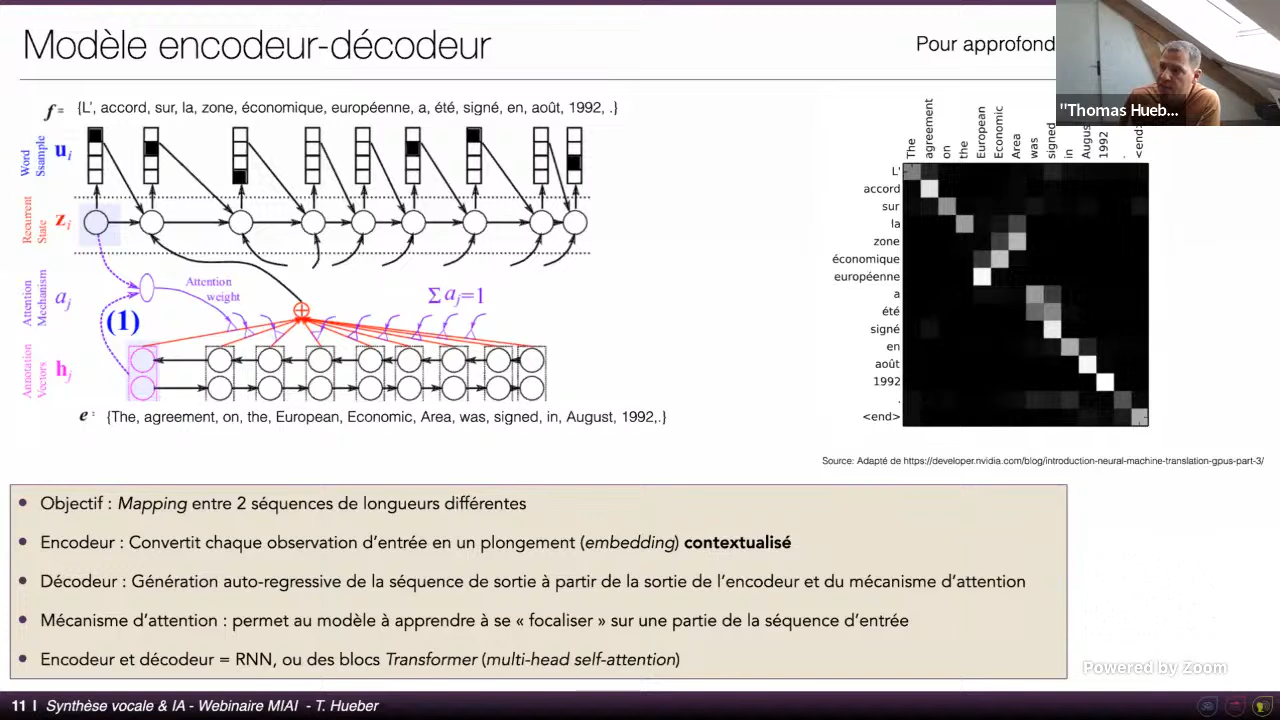 Modèle encodeur-décodeur
Pour approfond
"Thomas Hueb...
f = {L', accord, sur, la, zone, économique, européenne, a, été, signé, en, août, 1992, .}
Word Ssample
u i
Recurrent State
z i
Attention Mechanism
a j
Attention weight
Σ a j =1
(1)
Annotation Vectors
h j
e : {The, agreement, on, the, European, Economic, Area, was, signed, in, August, 1992,.}
The
agreement
on
the
European
Economic
Area
was
signed
in
Augus
1992
.
<end>
L'
accord
sur
la
zone
économique
européenne
a
été
signé
en
août
1992
.
<end>
Source: Adapté de https://developer.nvidia.com/blog/introduction-neural-machine-translation-gpus-part-3/
• Objectif : Mapping entre 2 séquences de longueurs différentes
• Encodeur : Convertit chaque observation d'entrée en un plongement (embedding) contextualisé
• Décodeur : Génération auto-regressive de la séquence de sortie à partir de la sortie de l'encodeur et du mécanisme d'attention
• Mécanisme d'attention : permet au modèle à apprendre à se « focaliser » sur une partie de la séquence d'entrée
• Encodeur et décodeur = RNN, ou des blocs Transformer (multi-head self-attention)
Powered by Zoom
11 I Synthèse vocale & IA - Webinaire MIAI - T. Hueber